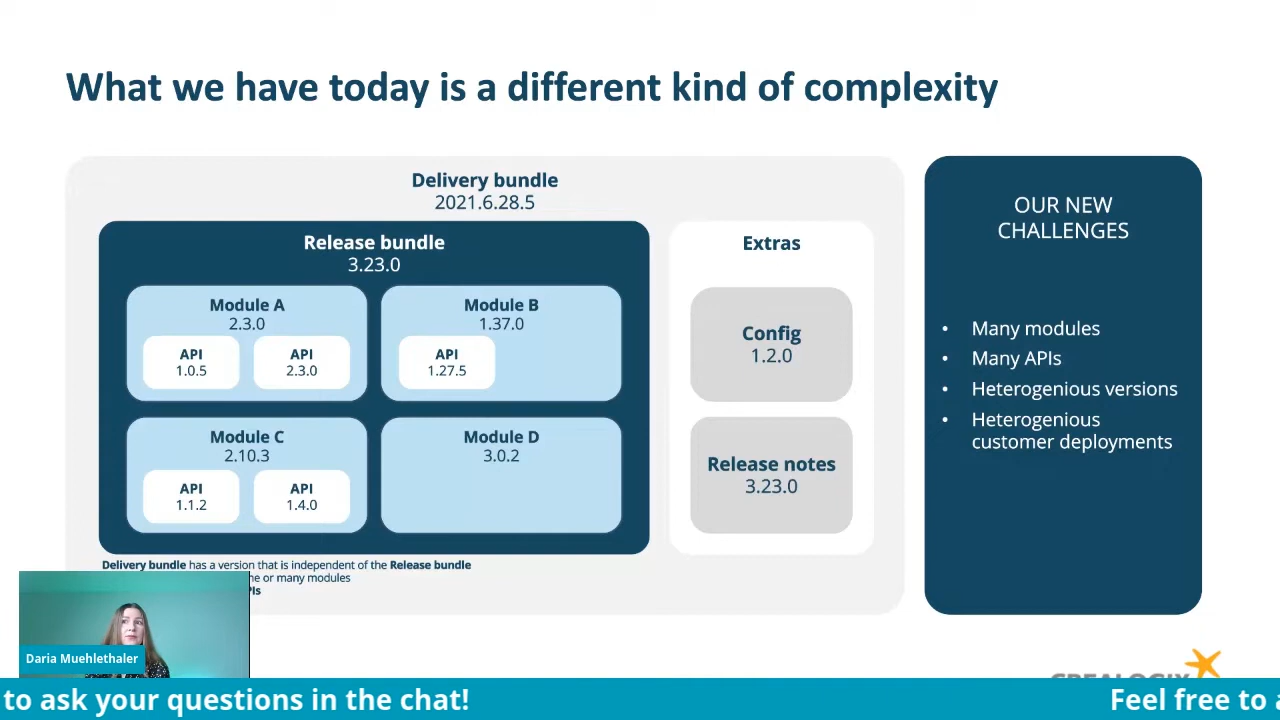 What we have today is a different kind of complexity
Delivery bundle
2021.6.28.5
Release bundle
3.23.0
Module A
2.3.0
API
1.0.5
API
2.3.0
Module B
1.37.0
API
1.27.5
Module C
2.10.3
API
1.1.2
API
1.4.0
Module D
3.0.2
Extras
Config
1.2.0
Release notes
3.23.0
Delivery bundle has a version that is independent of the Release bundle
or many modules
OUR NEW
CHALLENGES
• Many modules
• Many APIs
• Heterogenious versions
• Heterogenious
customer deployments
Daria Muehlethaler
CREALOGIX
to ask your questions in the chat!
Feel free to